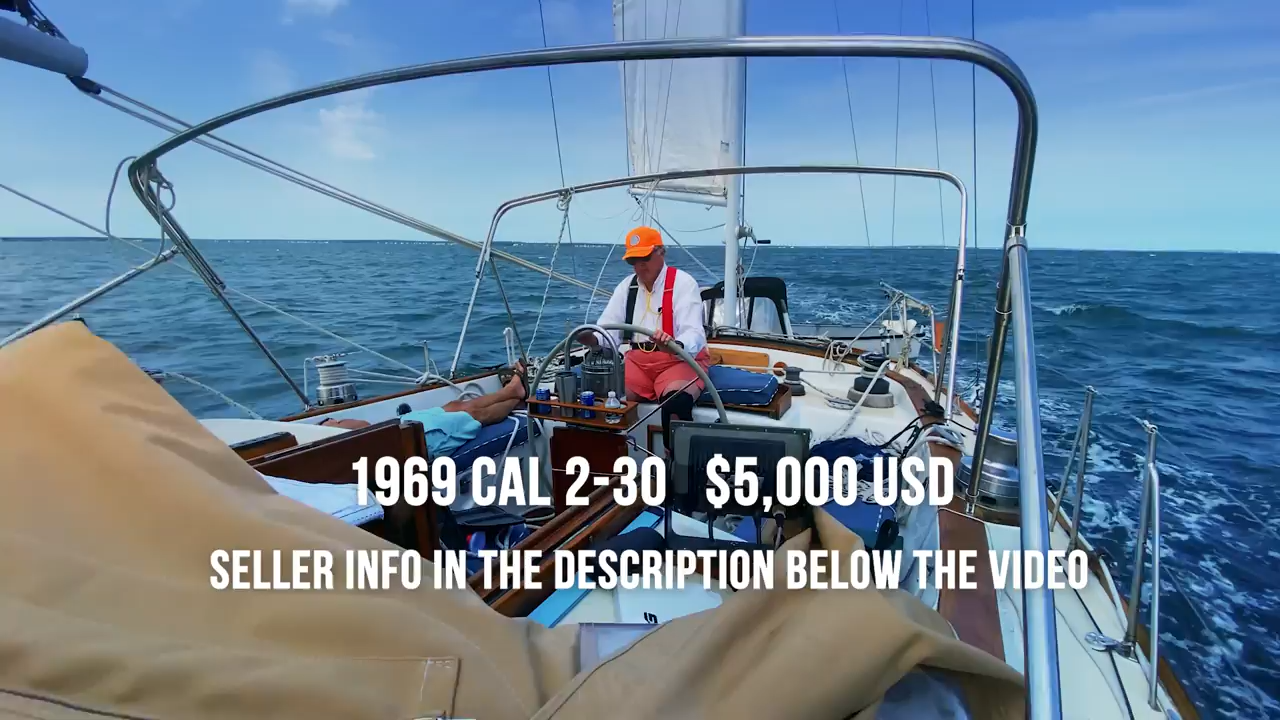 1969 CAL 2-30 $5,000 USD
SELLER INFO IN THE DESCRIPTION BELOW THE VIDEO